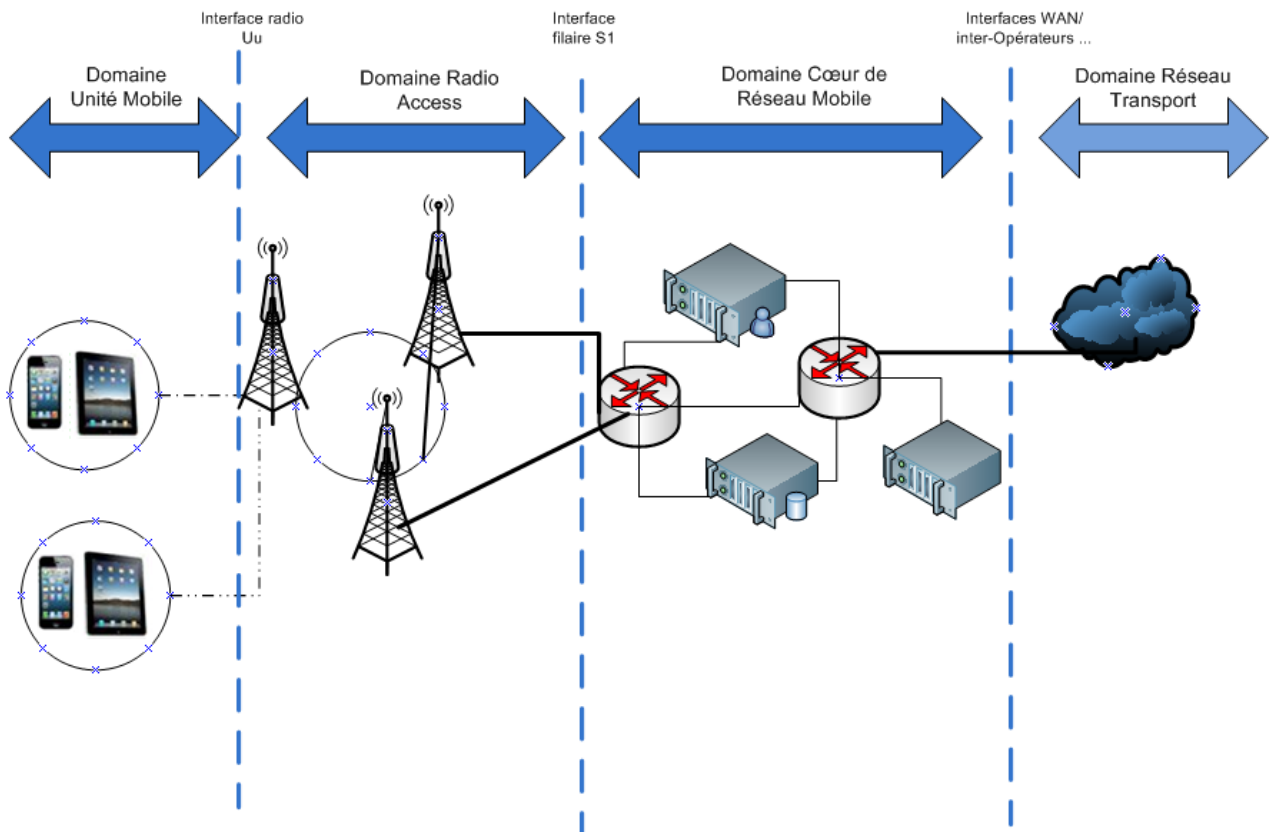 Interface radio
Uu
Interface
filaire S1
Interfaces WAN/
inter-Opérateurs ...
Domaine
Unité Mobile
Domaine Radio
Access
Domaine Cœur de
Réseau Mobile
Domaine Réseau
Transport